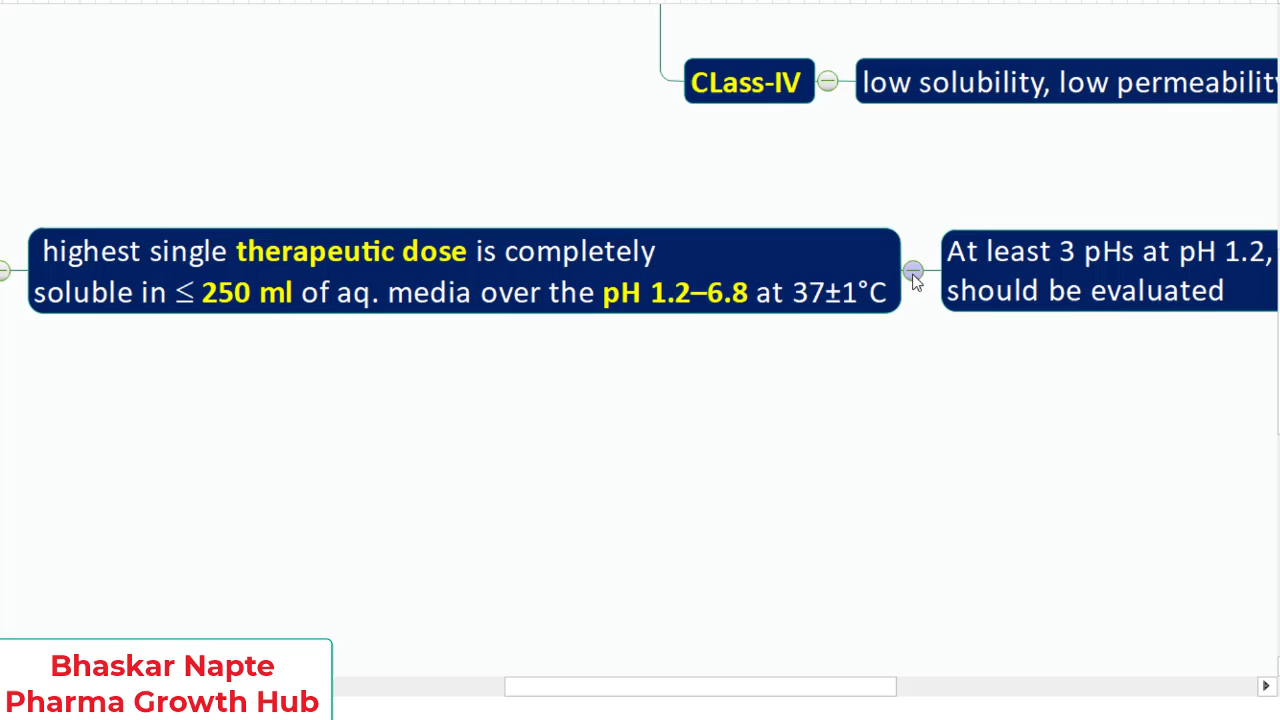 CLass-IV
low solubility, low permeability
highest single therapeutic dose is completely
soluble in ≤ 250 ml of aq. media over the pH 1.2–6.8 at 37±1°C
At least 3 pHs at pH 1.2,
should be evaluated
Bhaskar Napte
Pharma Growth Hub